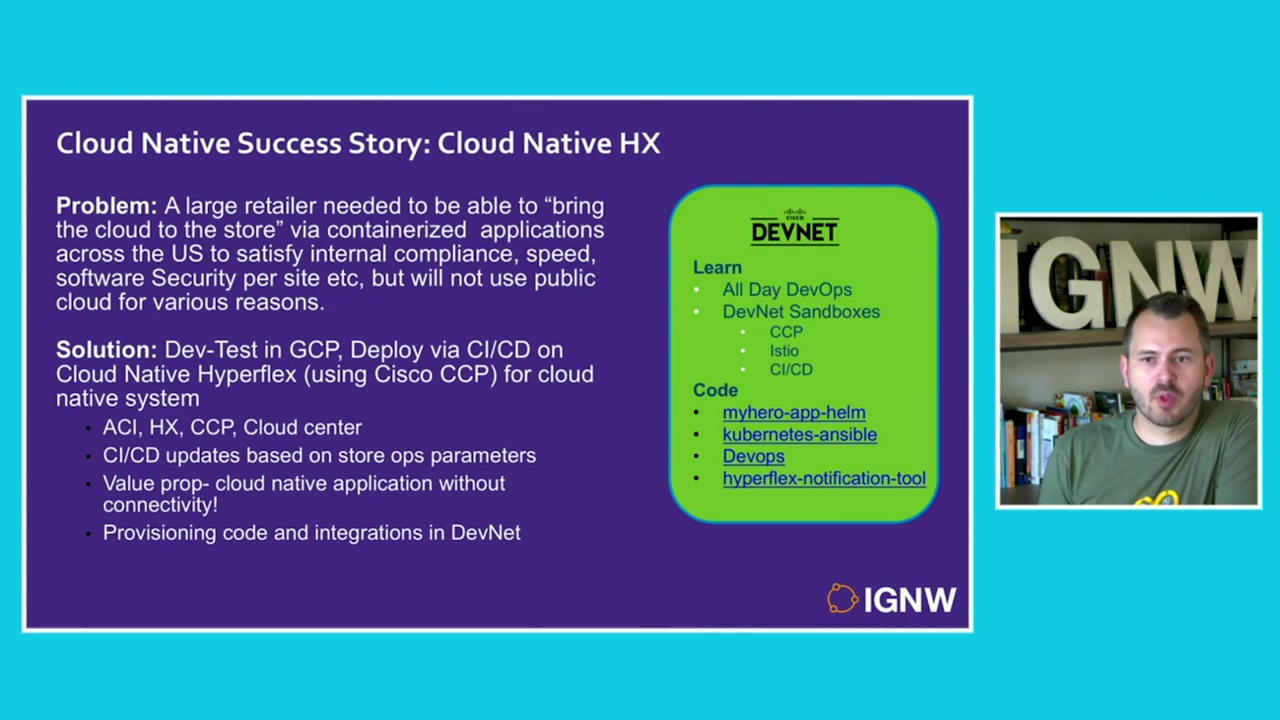 Cloud Native Success Story: Cloud Native HX
Problem: A large retailer needed to be able to “bring
the cloud to the store” via containerized applications
across the US to satisfy internal compliance, speed,
software Security per site etc, but will not use public
cloud for various reasons.
Solution: Dev-Test in GCP, Deploy via CI/CD on
Cloud Native Hyperflex (using Cisco CCP) for cloud
native system
• ACI, HX, CCP, Cloud center
• CI/CD updates based on store ops parameters
• Value prop- cloud native application without
connectivity!
• Provisioning code and integrations in DevNet
CISCO
DEVNET
Learn
• All Day DevOps
• DevNet Sandboxes
• CCP
• Istio
• CI/CD
Code
• myhero-app-helm
• kubernetes-ansible
• Devops
• hyperflex-notification-tool
IGNW
IGNW